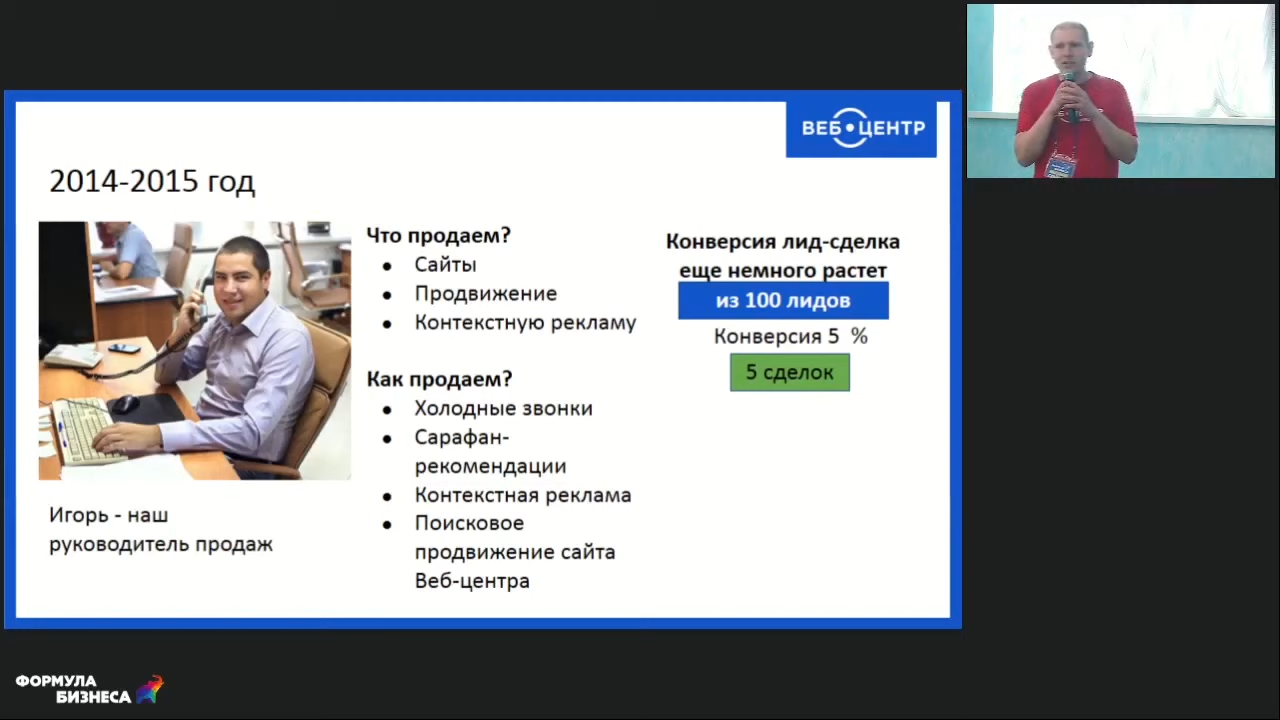 ВЕБ•ЦЕНТР
2014-2015 год
Что продаем?
• Сайты
• Продвижение
• Контекстную рекламу
Как продаем?
• Холодные звонки
• Сарафан-
рекомендации
• Контекстная реклама
• Поисковое
продвижение сайта
Веб-центра
Конверсия лид-сделка
еще немного растет
из 100 лидов
Конверсия 5 %
5 сделок
Игорь - наш
руководитель продаж
ФОРМУЛА
БИЗНЕСА